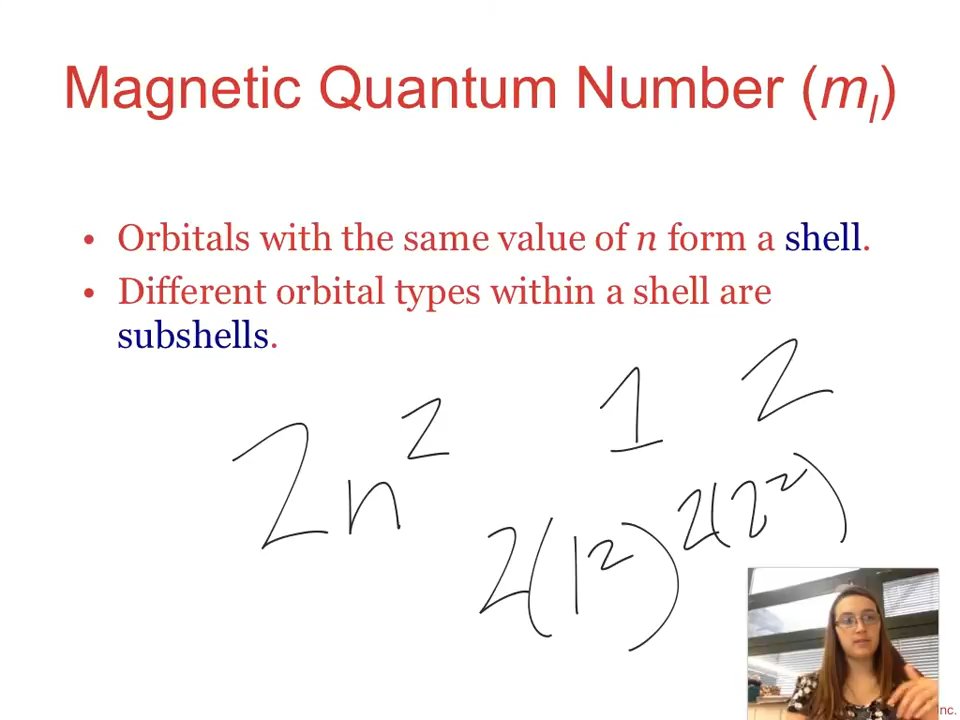 Magnetic Quantum Number (mₗ)
• Orbitals with the same value of n form a shell.
• Different orbital types within a shell are
subshells.
2n²
1 2
2(1²) 2(2²)
nc.